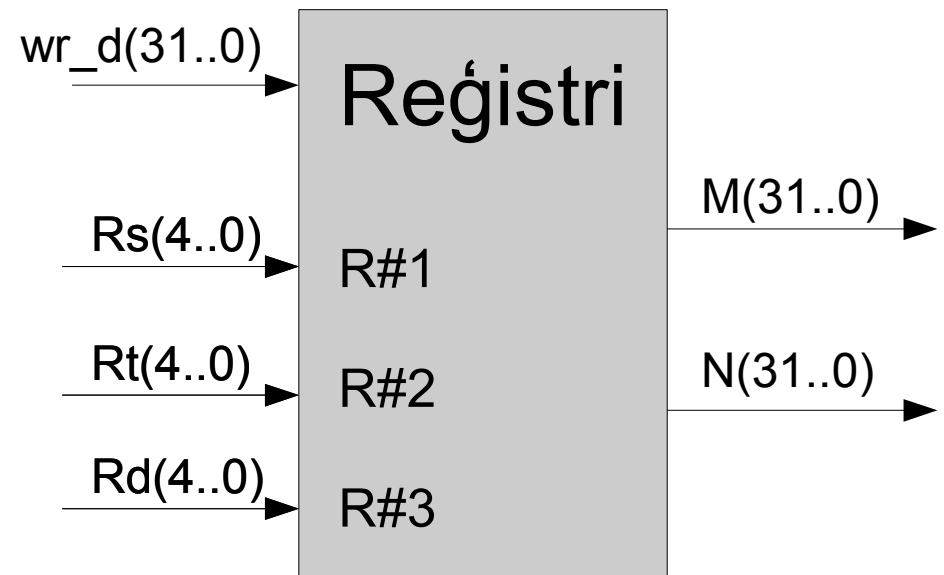 wr_d(31..0)
Reģistri
M(31..0)
Rs(4..0)
R#1
Rt(4..0)
R#2
N(31..0)
Rd(4..0)
R#3